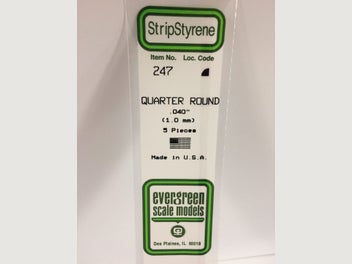 StripStyrene
Item No. Loc. Code
247
QUARTER ROUND
.040"
(1.0 mm)
5 Pieces
Made in U.S.A.
evergreen
scale models
Des Plaines, IL 60018